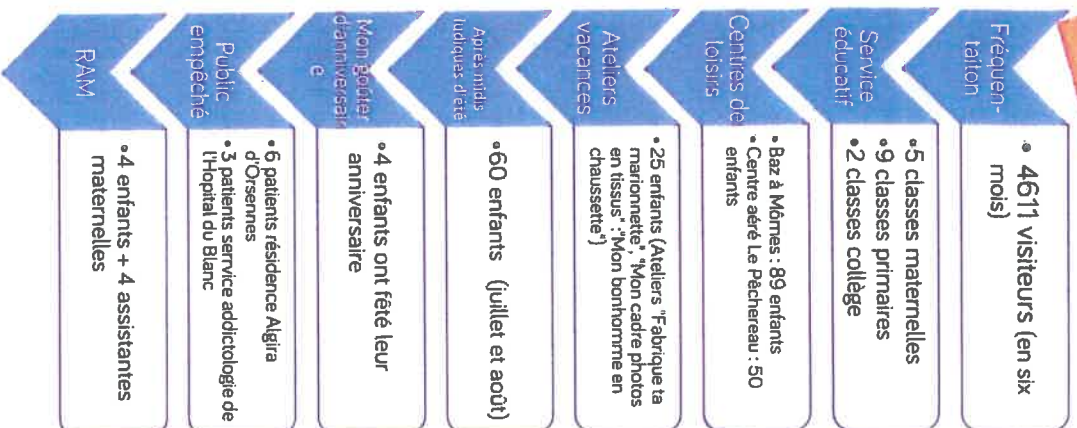 Fréquen-
taiton
• 4611 visiteurs (en six
mois)
Service
éducatif
•5 classes maternelles
•9 classes primaires
•2 classes collège
Centres de
loisirs
• Baz à Mômes : 89 enfants
• Centre aéré Le Pêchereau : 50
enfants
Ateliers
vacances
• 25 enfants (Ateliers "Fabrique ta
marionnette", "Mon cadre photos
en tissus" :"Mon bonhomme en
chaussette")
Après-midis
ludiques d'été
•60 enfants (juillet et août)
Mon goûter
d'anniversair
e
•4 enfants ont fêté leur
anniversaire
Public
empêché
• 6 patients résidence Algira
d'Orsennes
• 3 patients serrvice addictologie de
l'Hopital du Blanc
RAM
•4 enfants + 4 assistantes
maternelles